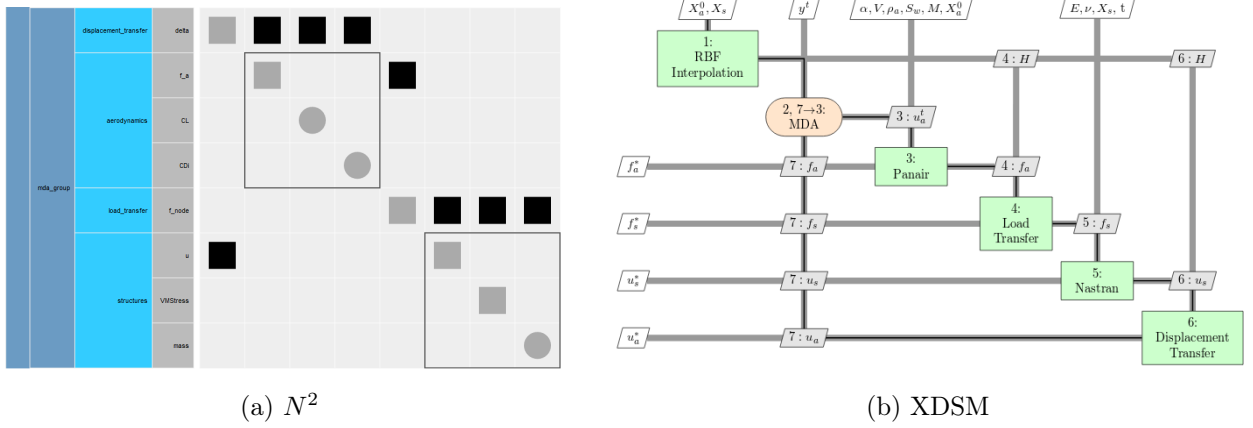 displacement_transfer
delta
f_a
aerodynamics
CL
CDi
mda_group
load_transfer
f_node
u
structures
VMStress
mass
(a) N²
X_a^0, X_s
y^t
α, V, ρ_a, S_w, M, X_a^0
E, ν, X_s, t
1:
RBF
Interpolation
4 : H
6 : H
2, 7→3:
MDA
3 : u_a^t
f_a^*
7 : f_a
3:
Panair
4 : f_a
f_s^*
7 : f_s
4:
Load
Transfer
5 : f_s
u_s^*
7 : u_s
5:
Nastran
6 : u_s
u_a^*
7 : u_a
6:
Displacement
Transfer
(b) XDSM